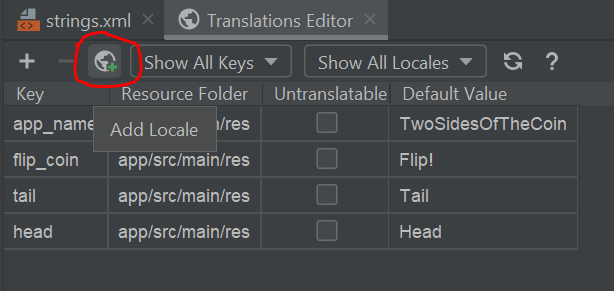 strings.xml Translations Editor
Show All Keys Show All Locales ?
Key Resource Folder Untranslatable Default Value
app_name /main/res TwoSidesOfTheCoin
Add Locale
flip_coin app/src/main/res Flip!
tail app/src/main/res Tail
head app/src/main/res Head